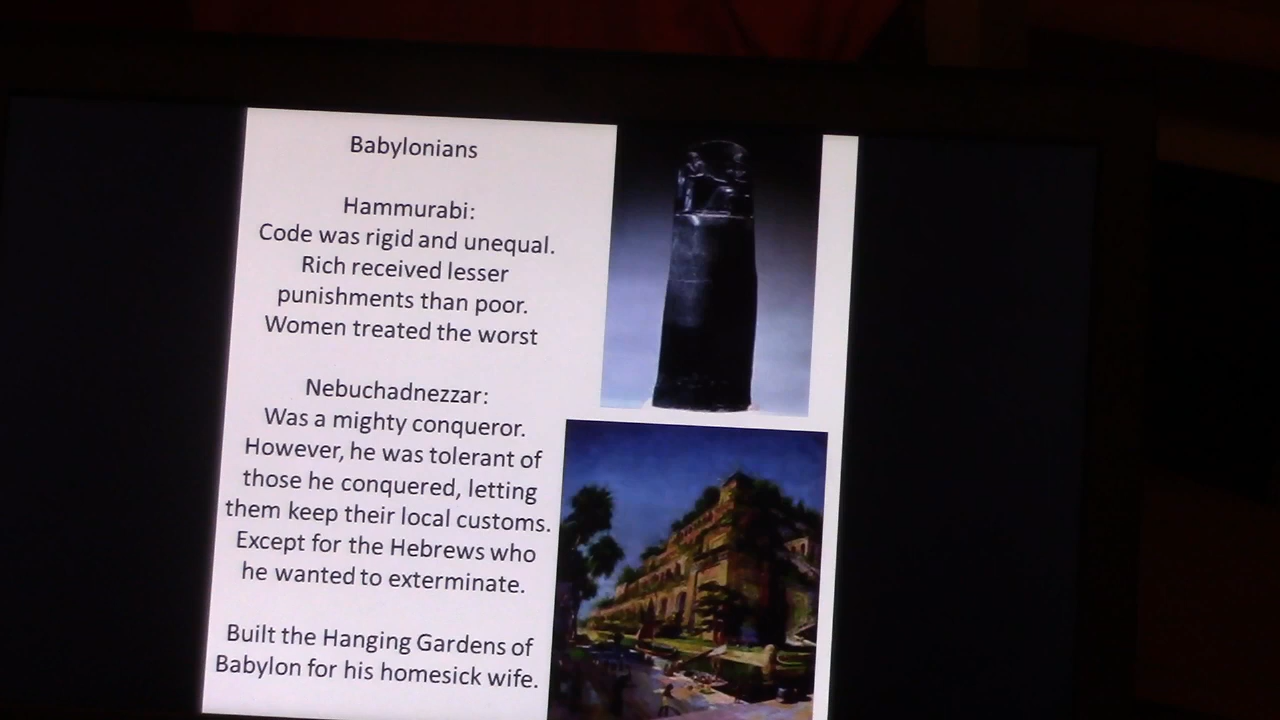 Babylonians
Hammurabi:
Code was rigid and unequal.
Rich received lesser
punishments than poor.
Women treated the worst
Nebuchadnezzar:
Was a mighty conqueror.
However, he was tolerant of
those he conquered, letting
them keep their local customs.
Except for the Hebrews who
he wanted to exterminate.
Built the Hanging Gardens of
Babylon for his homesick wife.